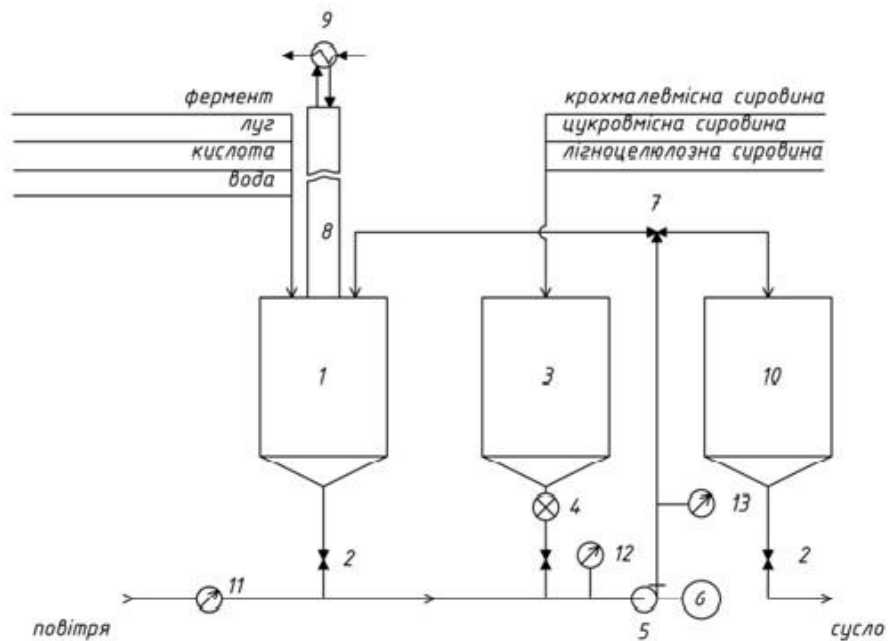 9
фермент
луг
кислота
вода
крохмалевмісна сировина
цукровмісна сировина
лігноцелюлозна сировина
7
8
1
3
10
4
13
2
12
2
11
6
5
повітря
сусло